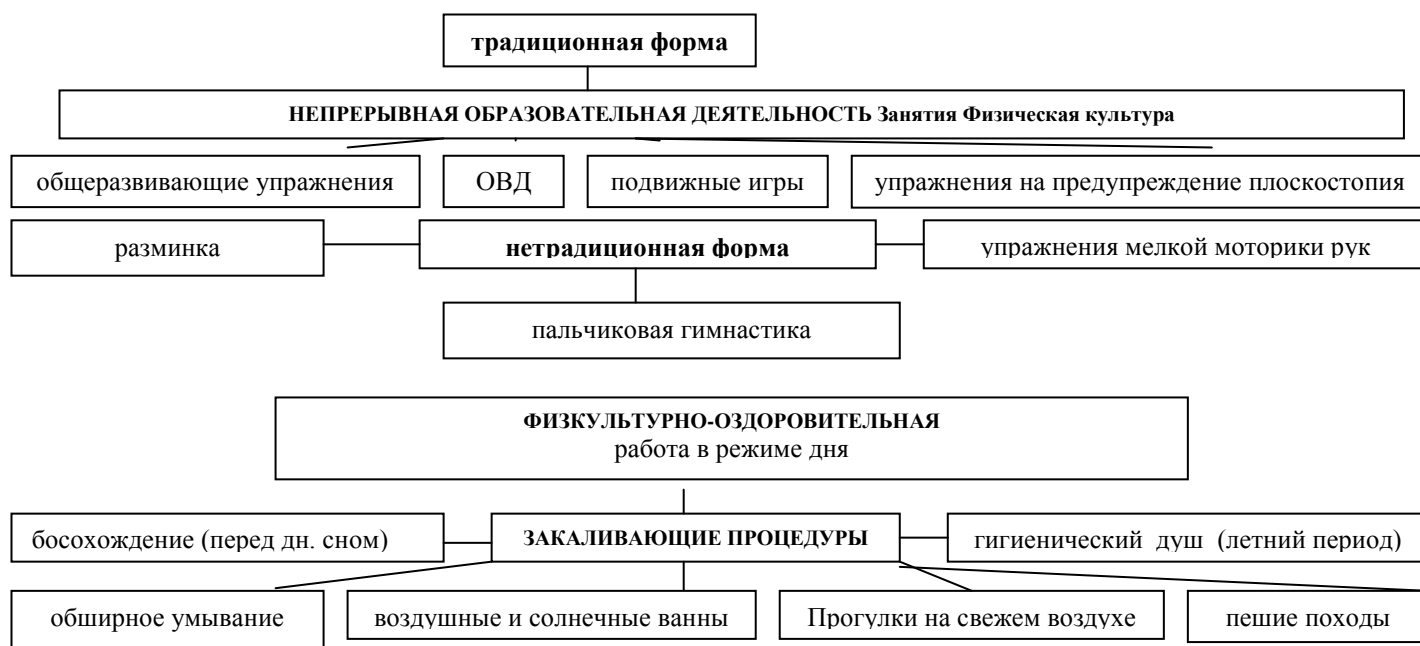 традиционная форма
НЕПРЕРЫВНАЯ ОБРАЗОВАТЕЛЬНАЯ ДЕЯТЕЛЬНОСТЬ Занятия Физическая культура
общеразвивающие упражнения
ОВД
подвижные игры
упражнения на предупреждение плоскостопия
разминка
нетрадиционная форма
упражнения мелкой моторики рук
пальчиковая гимнастика
ФИЗКУЛЬТУРНО-ОЗДОРОВИТЕЛЬНАЯ
работа в режиме дня
босохождение (перед дн. сном)
ЗАКАЛИВАЮЩИЕ ПРОЦЕДУРЫ
гигиенический душ (летний период)
обширное умывание
воздушные и солнечные ванны
Прогулки на свежем воздухе
пешие походы